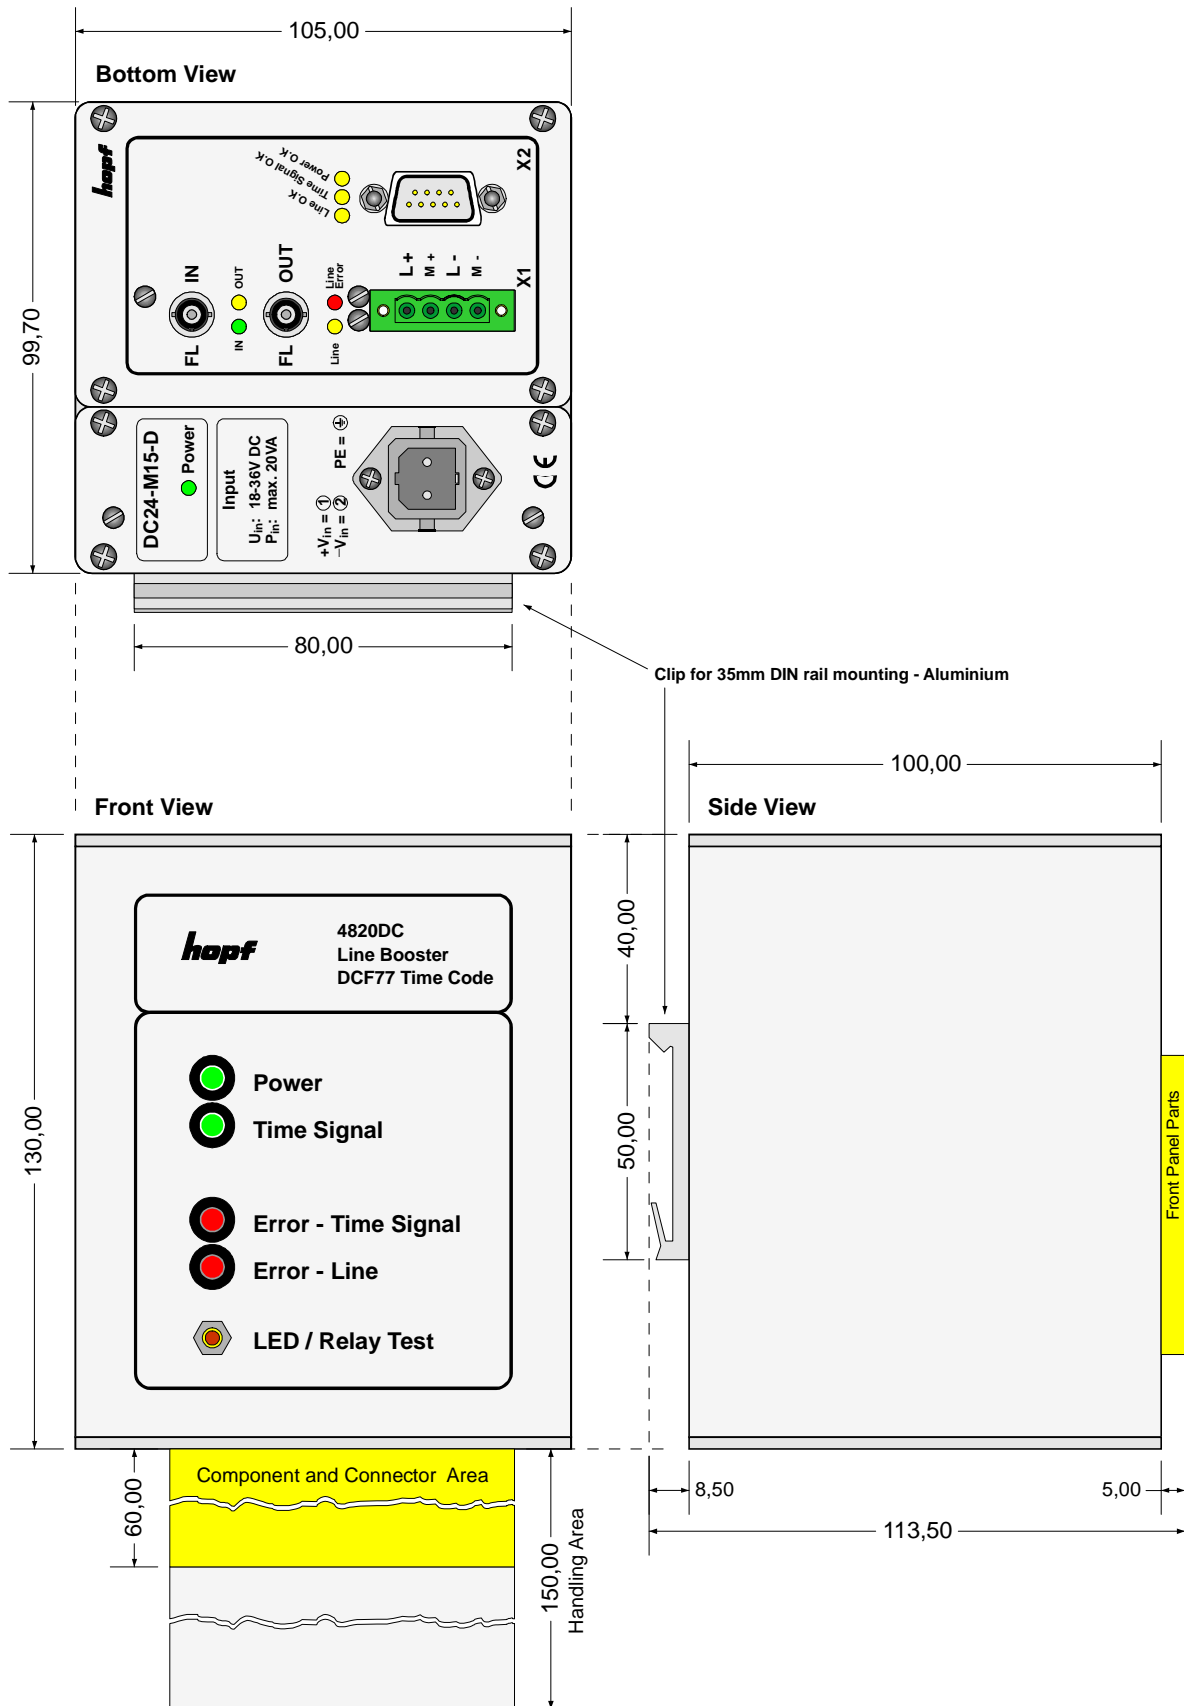 105,00
Bottom View
99,70
hopf
Power O.K
Time Signal O.K
Line O.K
X2
FL IN
IN OUT
FL OUT
Line
Line Error
L+
M +
L -
M -
X1
DC24-M15-D
Power
Input
Uin: 18-36V DC
Pin: max. 20VA
+Vin = 1
–Vin = 2
PE =
CE
80,00
Clip for 35mm DIN rail mounting - Aluminium
100,00
Front View
Side View
hopf
4820DC
Line Booster
DCF77 Time Code
40,00
130,00
Power
Time Signal
50,00
Front Panel Parts
Error - Time Signal
Error - Line
LED / Relay Test
Component and Connector Area
60,00
150,00
Handling Area
8,50
5,00
113,50